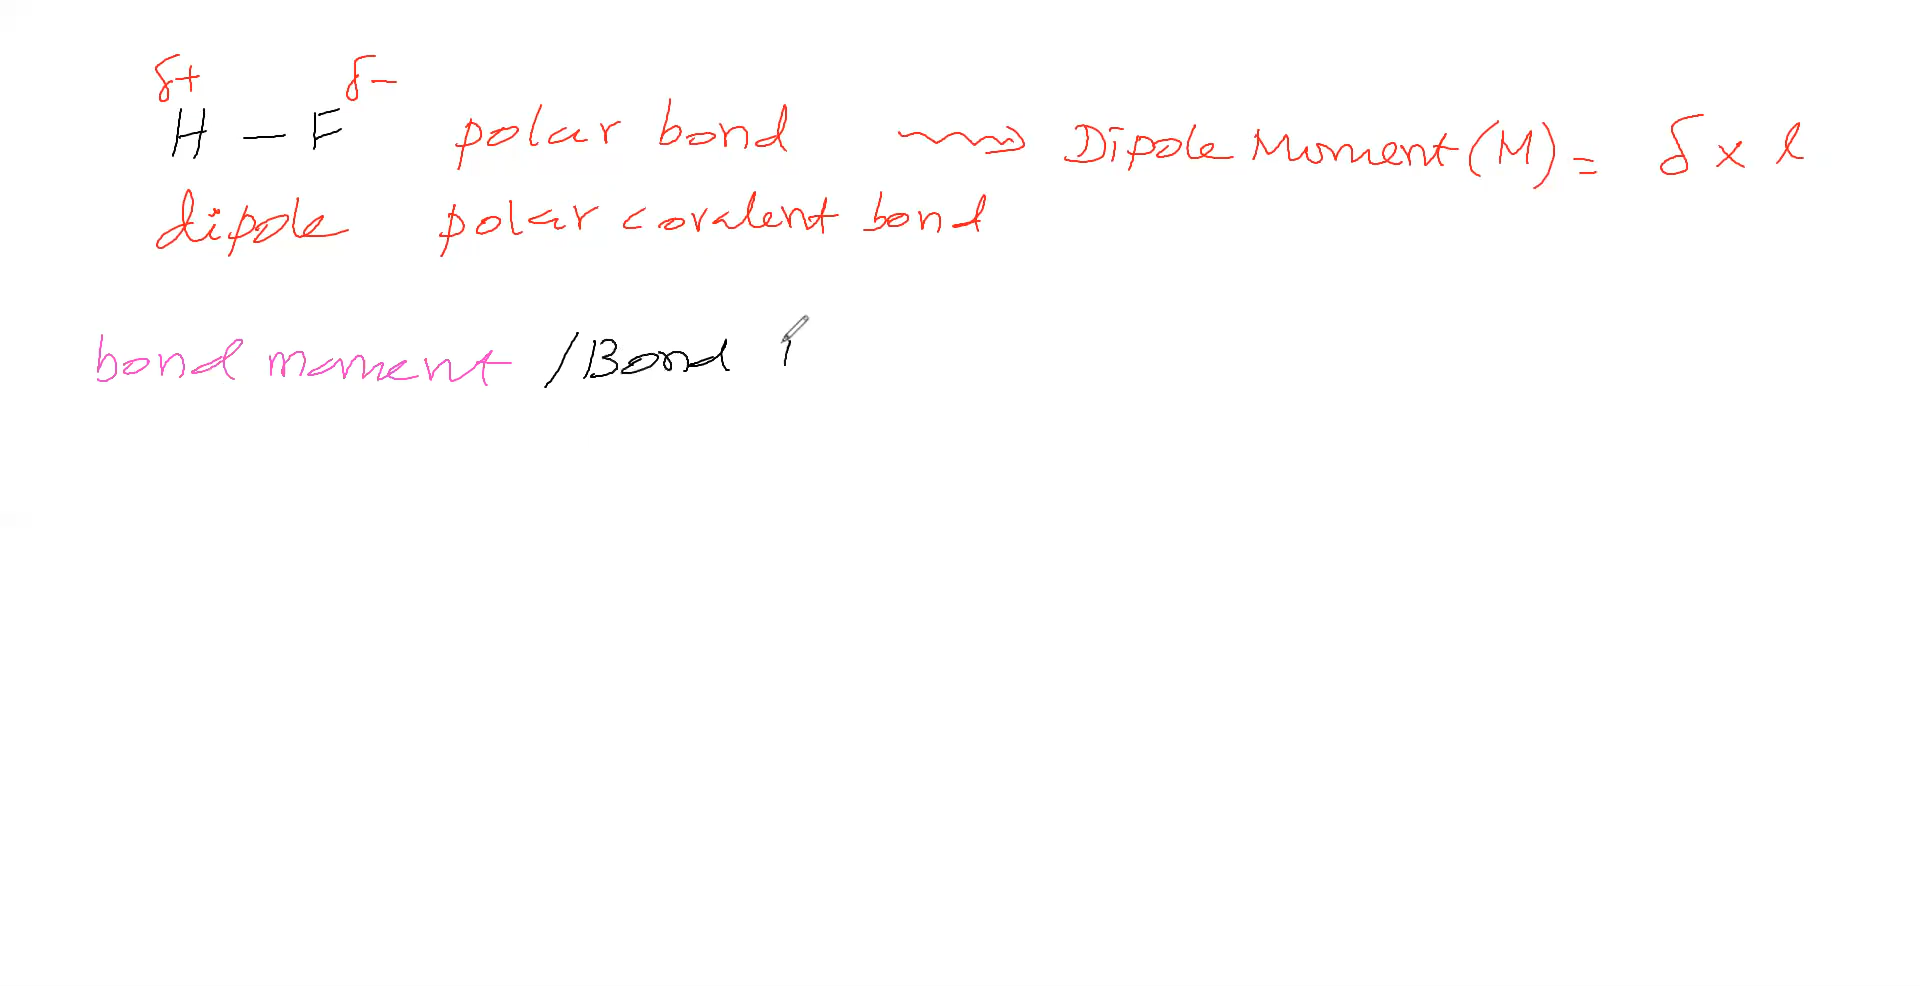 δ+ δ-
H - F polar bond ⇝ Dipole Moment (M) = δ x l
dipole polar covalent bond
bond moment / Bond